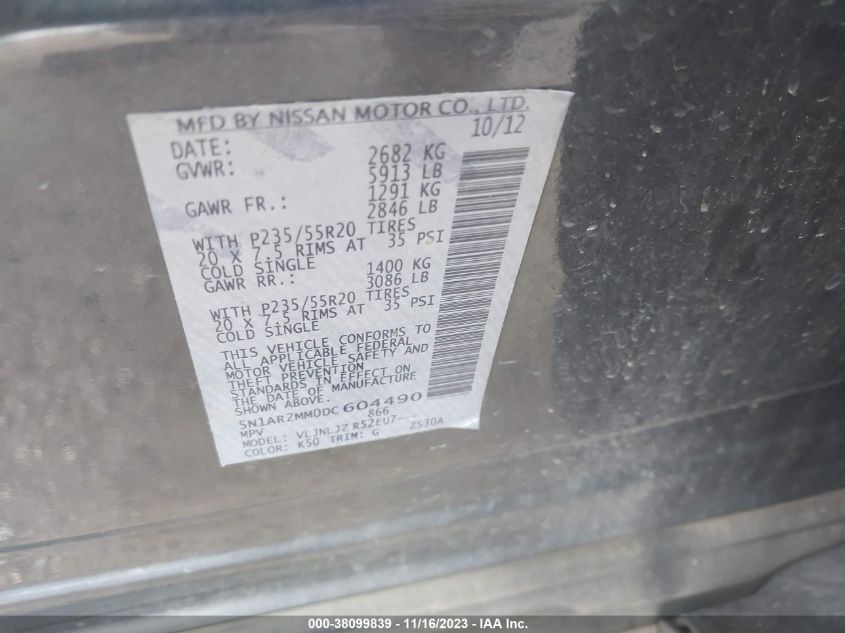 MFD BY NISSAN MOTOR CO., LTD.
DATE: 10/12
GVWR: 2682 KG
5913 LB
GAWR FR.: 1291 KG
2846 LB
WITH P235/55R20 TIRES
20 X 7.5 RIMS AT 35 PSI
COLD SINGLE
GAWR RR.: 1400 KG
3086 LB
WITH P235/55R20 TIRES
20 X 7.5 RIMS AT 35 PSI
COLD SINGLE
THIS VEHICLE CONFORMS TO
ALL APPLICABLE FEDERAL
MOTOR VEHICLE SAFETY AND
THEFT PREVENTION
STANDARDS IN EFFECT ON
THE DATE OF MANUFACTURE
SHOWN ABOVE.
5N1AR2MM0DC604490
MPV 866
MODEL: VLJNLJZ R52EU7---
COLOR: K50 TRIM: G ZS30A
000-38099839 - 11/16/2023 - IAA Inc.